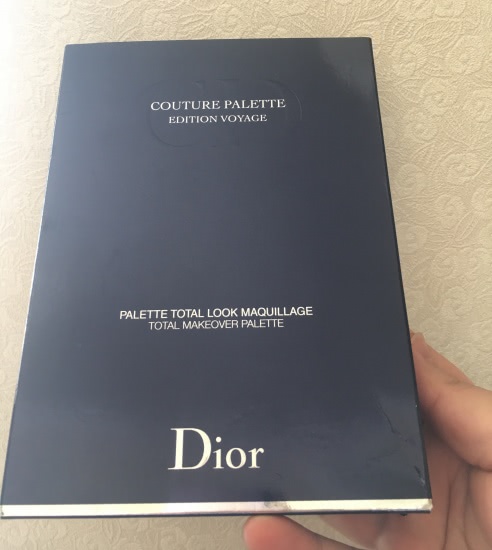 COUTURE PALETTE
EDITION VOYAGE
PALETTE TOTAL LOOK MAQUILLAGE
TOTAL MAKEOVER PALETTE
Dior